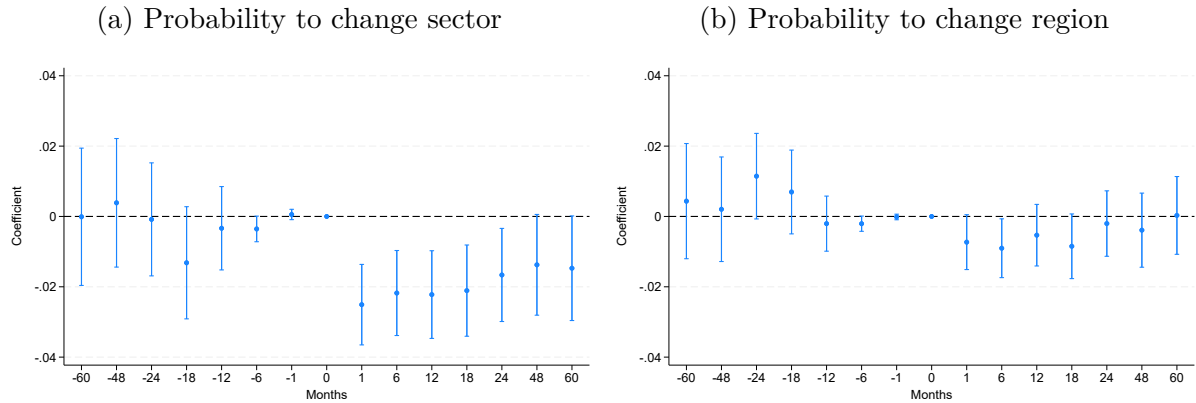 (a) Probability to change sector
.04
.02
0
-.02
-.04
Coefficient
-60 -48 -24 -18 -12 -6 -1 0 1 6 12 18 24 48 60
Months
(b) Probability to change region
.04
.02
0
-.02
-.04
Coefficient
-60 -48 -24 -18 -12 -6 -1 0 1 6 12 18 24 48 60
Months